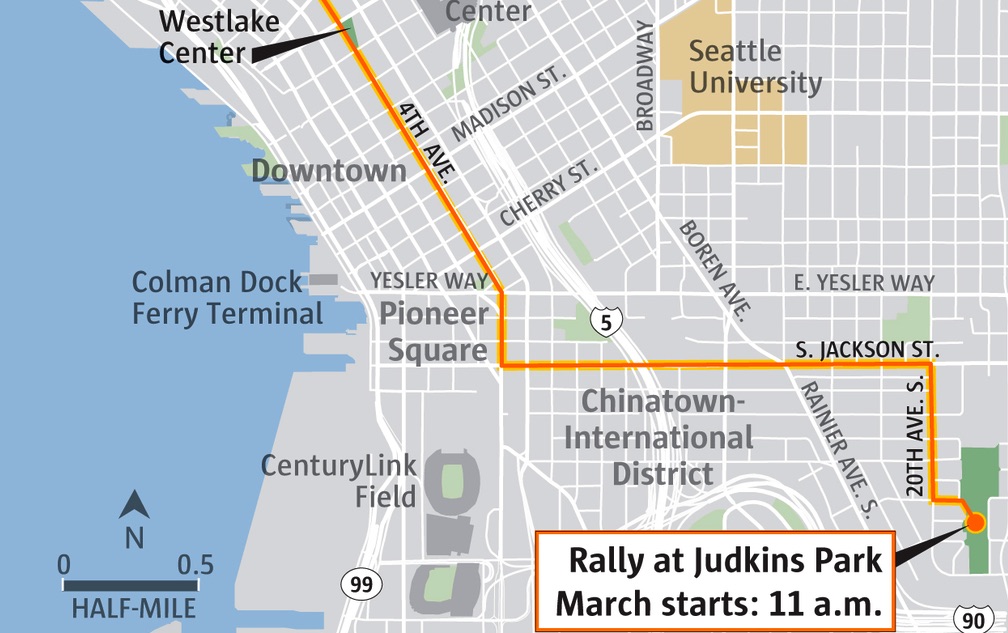 Westlake
Center
Center
BROADWAY
Seattle
University
MADISON ST.
4TH AVE.
Downtown
CHERRY ST.
BOREN AVE.
Colman Dock
Ferry Terminal
YESLER WAY
E. YESLER WAY
Pioneer
Square
5
S. JACKSON ST.
Chinatown-
International
District
RAINIER AVE. S.
20TH AVE. S.
CenturyLink
Field
N
0 0.5
HALF-MILE
99
Rally at Judkins Park
March starts: 11 a.m.
90